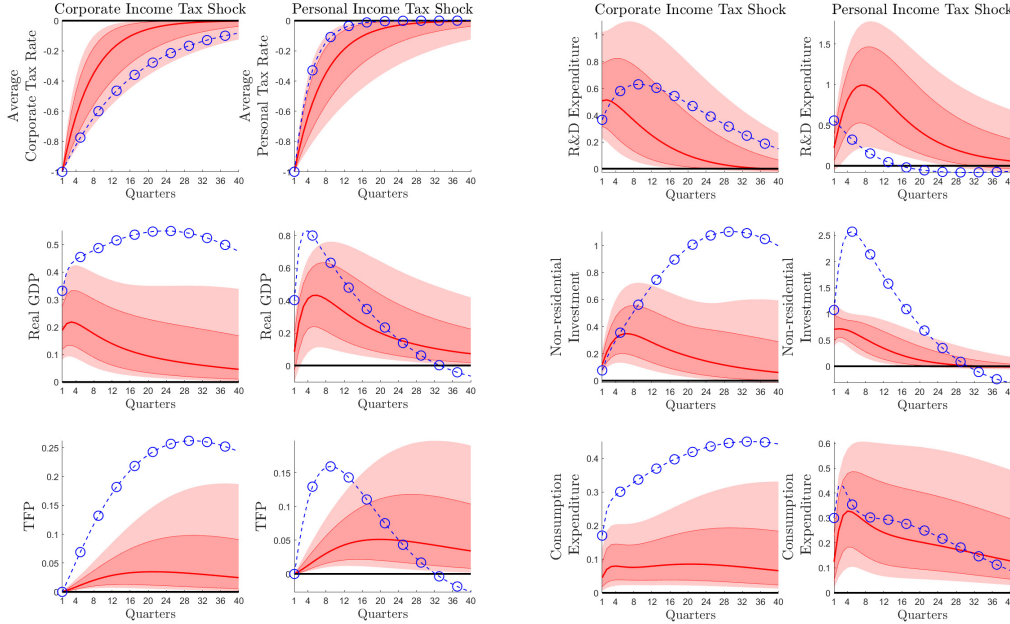 Corporate Income Tax Shock
Personal Income Tax Shock
Corporate Income Tax Shock
Personal Income Tax Shock
Average
Corporate Tax Rate
0
-0.2
-0.4
-0.6
-0.8
-1
1 4 8 12 16 20 24 28 32 36 40
Quarters
Average
Personal Tax Rate
0
-0.2
-0.4
-0.6
-0.8
-1
1 4 8 12 16 20 24 28 32 36 40
Quarters
R&D Expenditure
1
0.8
0.6
0.4
0.2
0
1 4 8 12 16 20 24 28 32 36 40
Quarters
R&D Expenditure
1.5
1
0.5
0
1 4 8 12 16 20 24 28 32 36 40
Quarters
Real GDP
0.5
0.4
0.3
0.2
0.1
0
1 4 8 12 16 20 24 28 32 36 40
Quarters
Real GDP
0.8
0.6
0.4
0.2
0
1 4 8 12 16 20 24 28 32 36 40
Quarters
Non-residential
Investment
1
0.8
0.6
0.4
0.2
0
1 4 8 12 16 20 24 28 32 36 40
Quarters
Non-residential
Investment
2.5
2
1.5
1
0.5
0
1 4 8 12 16 20 24 28 32 36 40
Quarters
TFP
0.25
0.2
0.15
0.1
0.05
0
1 4 8 12 16 20 24 28 32 36 40
Quarters
TFP
0.15
0.1
0.05
0
1 4 8 12 16 20 24 28 32 36 40
Quarters
Consumption
Expenditure
0.4
0.3
0.2
0.1
0
1 4 8 12 16 20 24 28 32 36 40
Quarters
Consumption
Expenditure
0.6
0.5
0.4
0.3
0.2
0.1
0
1 4 8 12 16 20 24 28 32 36 40
Quarters